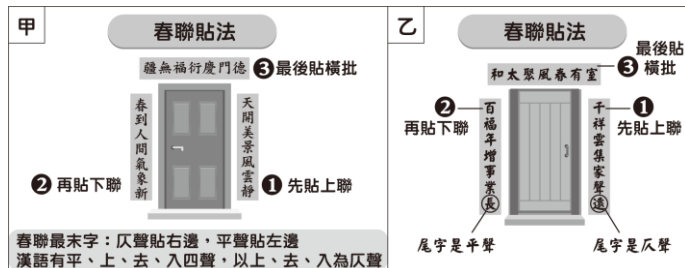 甲
春聯貼法
疆無福衍慶門德
❸最後貼橫批
天開美景風雲靜
❶ 先貼上聯
春到人間氣象新
❷ 再貼下聯
春聯最末字：仄聲貼右邊，平聲貼左邊
漢語有平、上、去、入四聲，以上、去、入為仄聲
乙
春聯貼法
和太聚風春有室
最後貼
❸ 橫批
千祥雲集家聲遠
❶
先貼上聯
百福年增事業長
❷
再貼下聯
尾字是平聲
尾字是仄聲